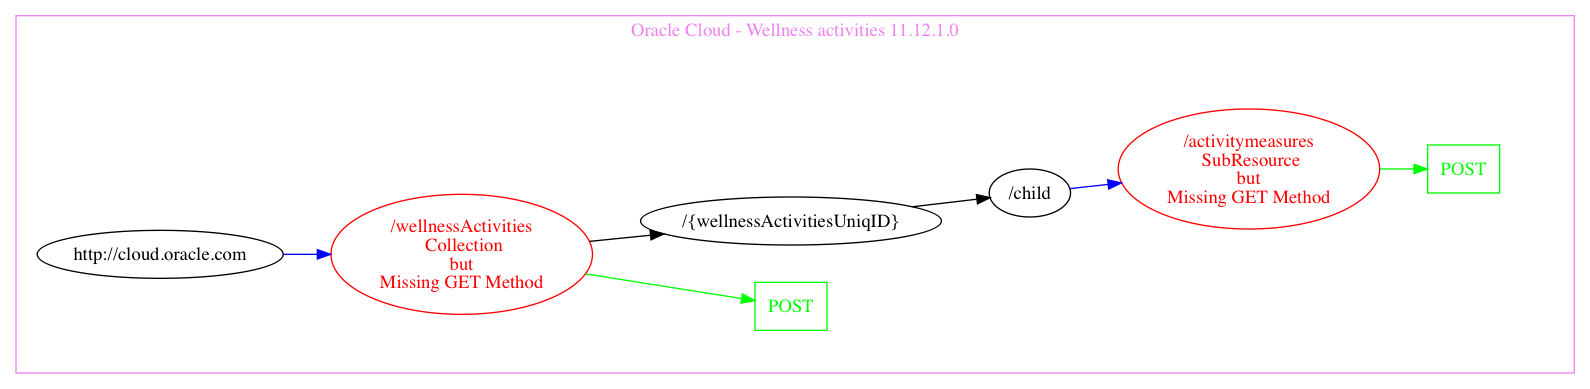 Oracle Cloud - Wellness activities 11.12.1.0
http://cloud.oracle.com
/wellnessActivities
Collection
but
Missing GET Method
/{wellnessActivitiesUniqID}
POST
/child
/activitymeasures
SubResource
but
Missing GET Method
POST